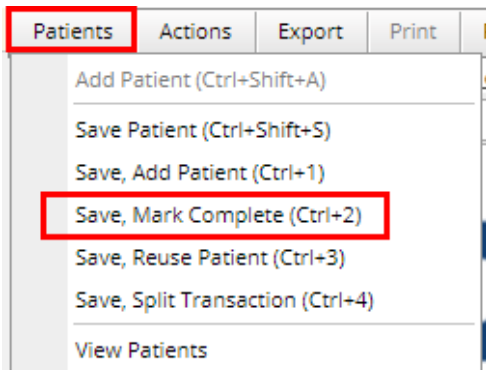 Patients Actions Export Print
Add Patient (Ctrl+Shift+A)
Save Patient (Ctrl+Shift+S)
Save, Add Patient (Ctrl+1)
Save, Mark Complete (Ctrl+2)
Save, Reuse Patient (Ctrl+3)
Save, Split Transaction (Ctrl+4)
View Patients